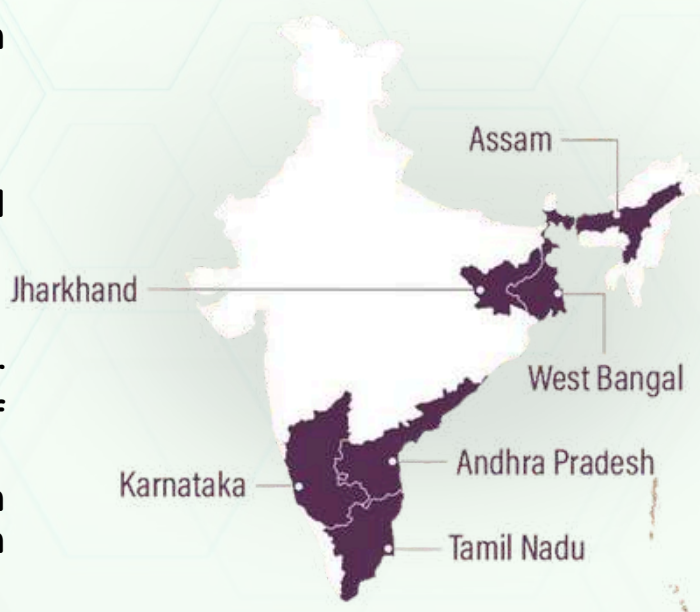 Assam
Jharkhand
West Bangal
Andhra Pradesh
Karnataka
Tamil Nadu